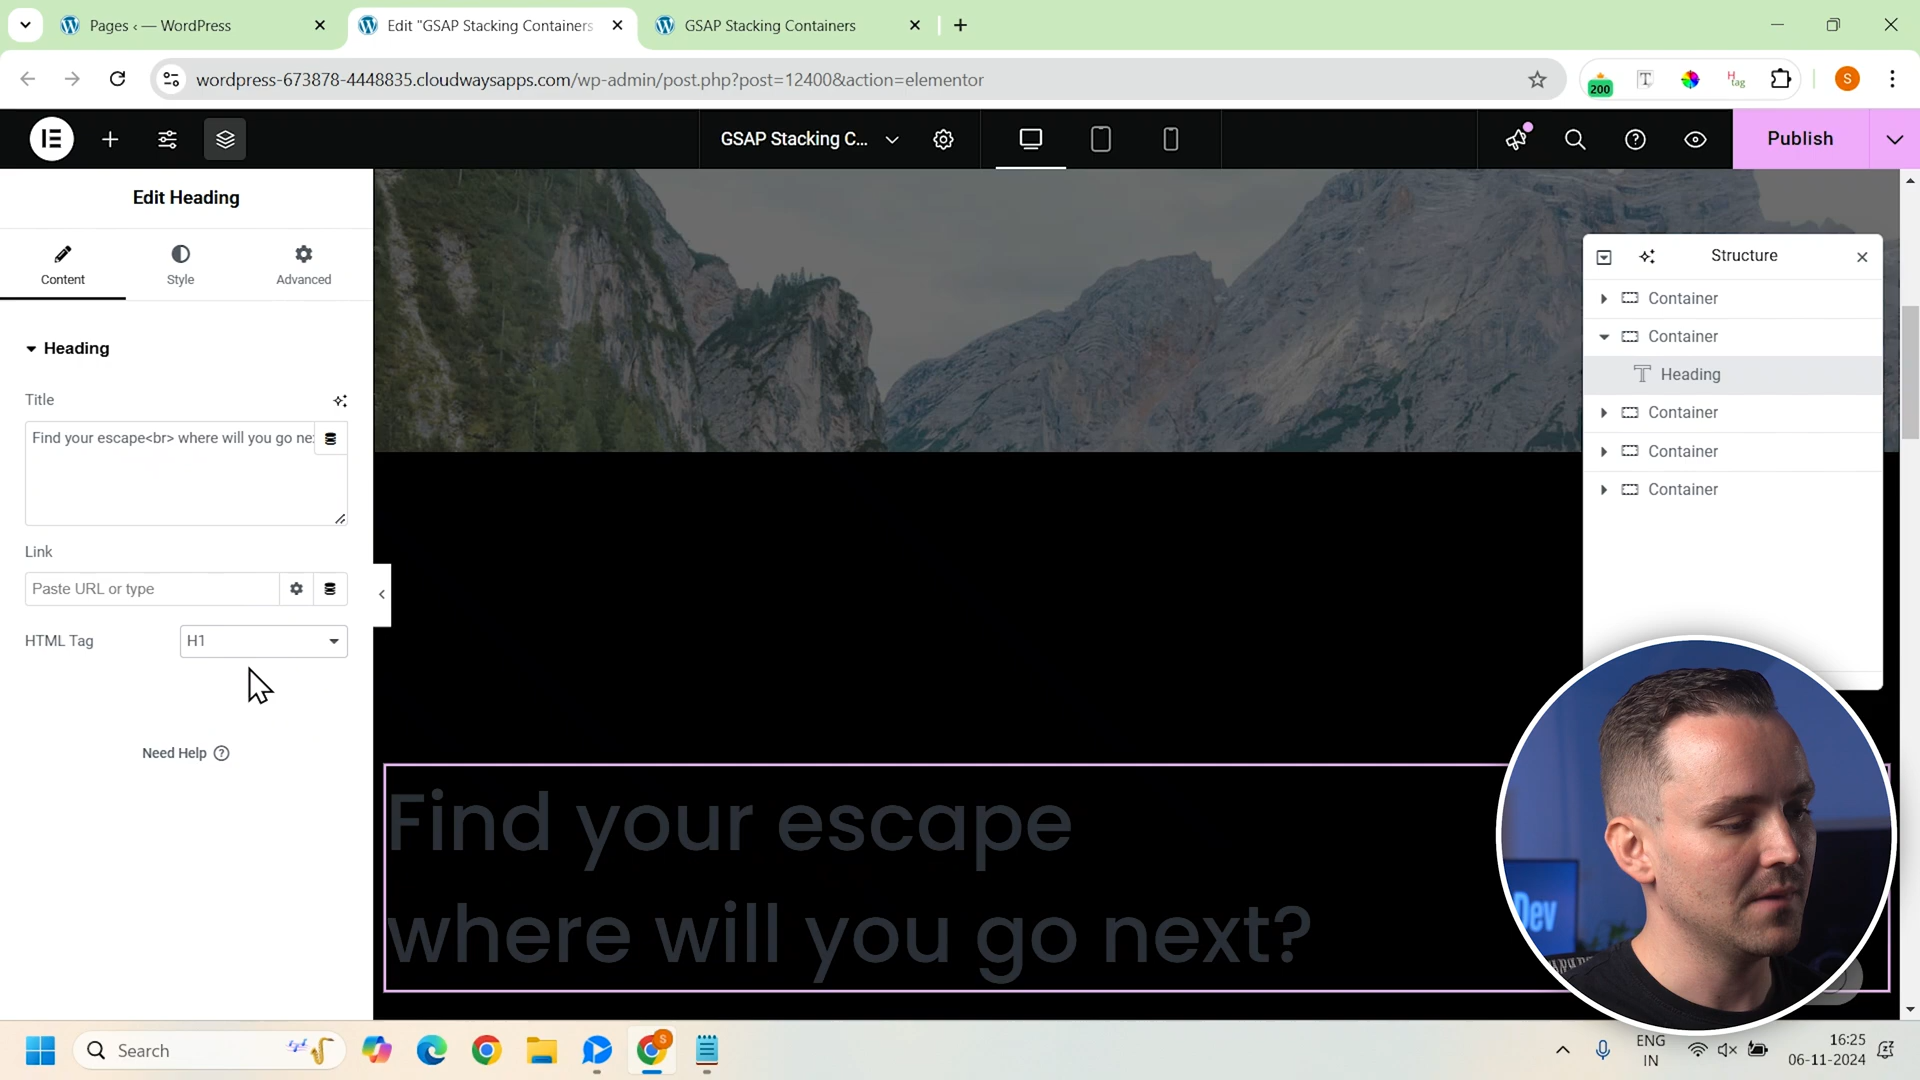 Pages ‹ — WordPress
Edit "GSAP Stacking Containers
GSAP Stacking Containers
wordpress-673878-4448835.cloudwaysapps.com/wp-admin/post.php?post=12400&action=elementor
200
T
H
tag
S
GSAP Stacking C...
Publish
Edit Heading
Content
Style
Advanced
Heading
Title
Find your escape<br> where will you go ne
Link
Paste URL or type
HTML Tag
H1
Need Help
Structure
Container
Container
Heading
Container
Container
Container
Find your escape
where will you go next?
Dev
Search
S
ENG
IN
16:25
06-11-2024